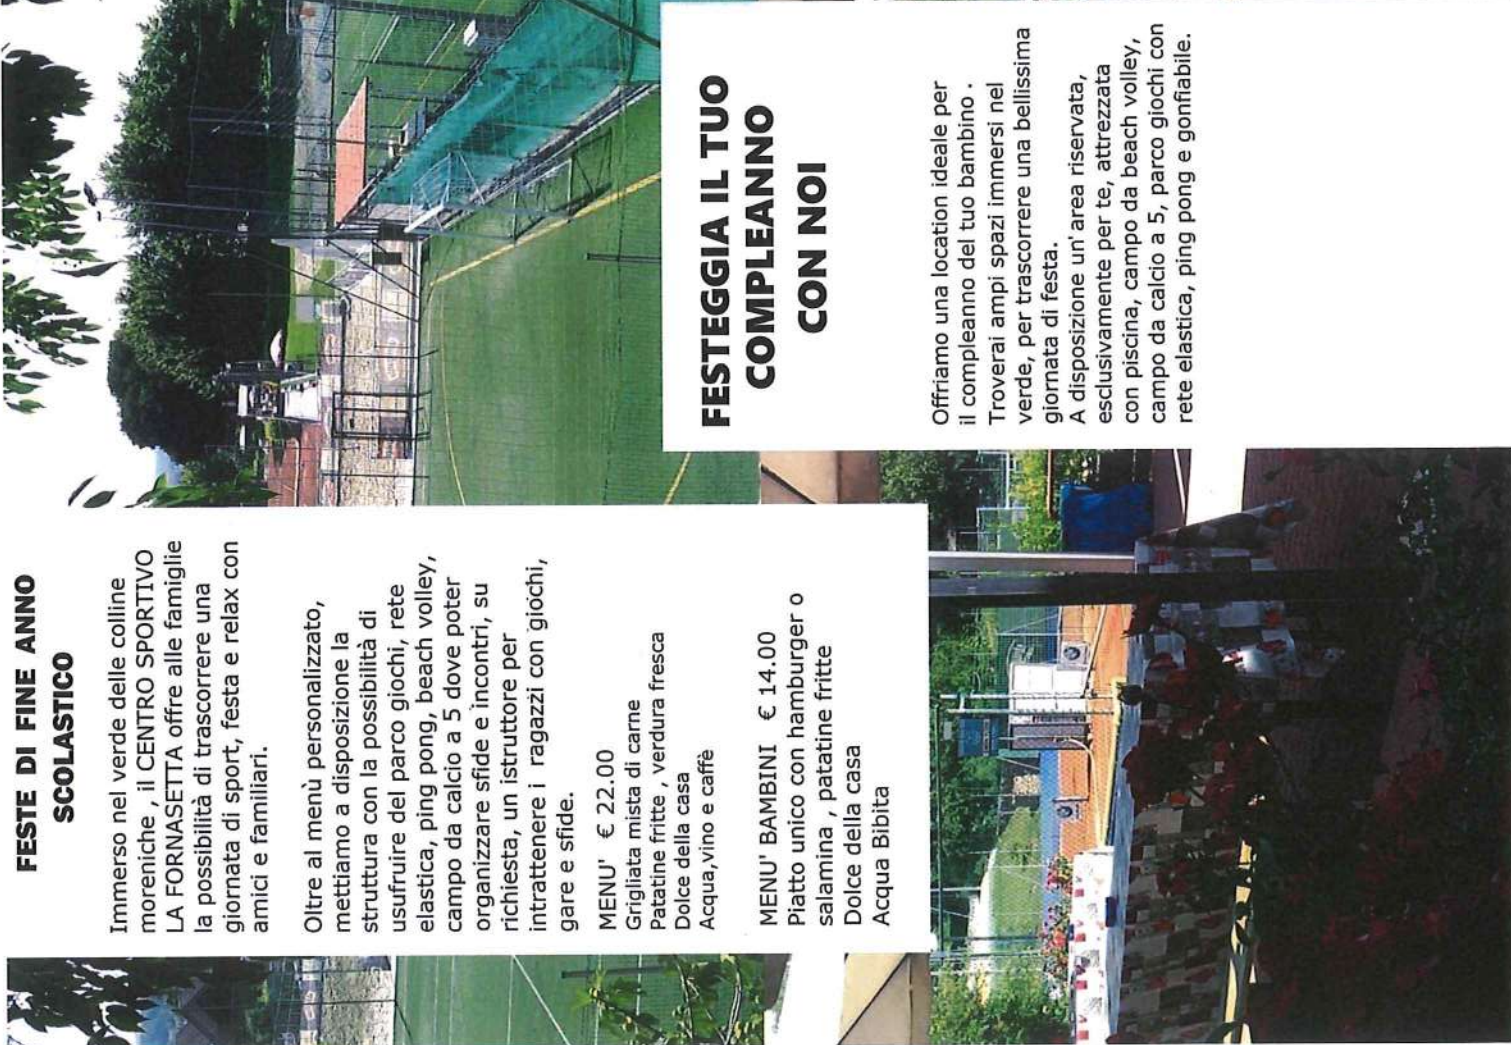 FESTE DI FINE ANNO
SCOLASTICO
Immerso nel verde delle colline
moreniche , il CENTRO SPORTIVO
LA FORNASETTA offre alle famiglie
la possibilità di trascorrere una
giornata di sport, festa e relax con
amici e familiari.
Oltre al menù personalizzato,
mettiamo a disposizione la
struttura con la possibilità di
usufruire del parco giochi, rete
elastica, ping pong, beach volley,
campo da calcio a 5 dove poter
organizzare sfide e incontri, su
richiesta, un istruttore per
intrattenere i ragazzi con giochi,
gare e sfide.
MENU' € 22.00
Grigliata mista di carne
Patatine fritte , verdura fresca
Dolce della casa
Acqua,vino e caffè
MENU' BAMBINI € 14.00
Piatto unico con hamburger o
salamina , patatine fritte
Dolce della casa
Acqua Bibita
FESTEGGIA IL TUO
COMPLEANNO
CON NOI
Offriamo una location ideale per
il compleanno del tuo bambino .
Troverai ampi spazi immersi nel
verde, per trascorrere una bellissima
giornata di festa.
A disposizione un'area riservata,
esclusivamente per te, attrezzata
con piscina, campo da beach volley,
campo da calcio a 5, parco giochi con
rete elastica, ping pong e gonfiabile.